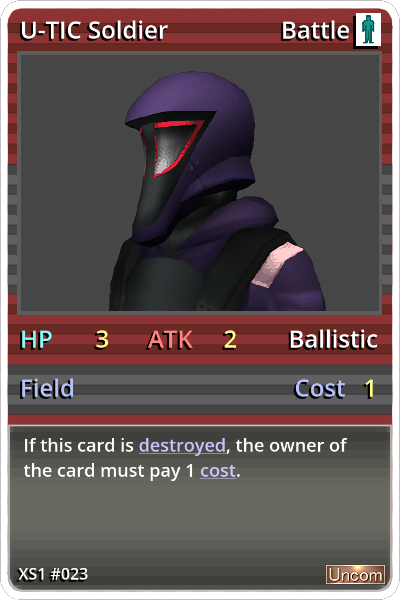 U-TIC Soldier Battle
HP 3 ATK 2 Ballistic
Field Cost 1
If this card is destroyed, the owner of
the card must pay 1 cost.
XS1 #023 Uncom